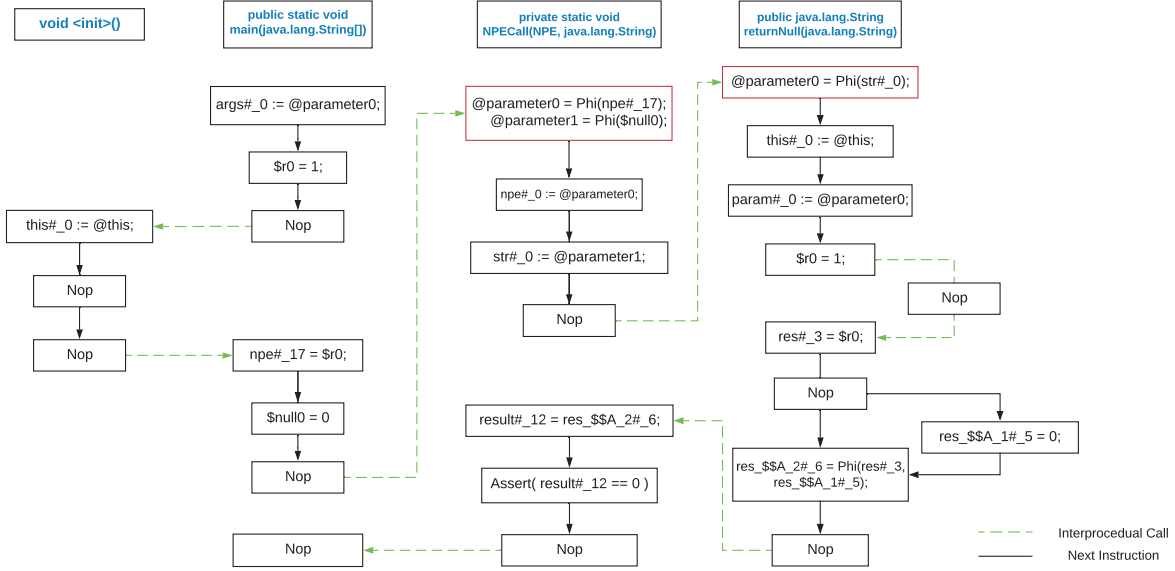 void <init>()
public static void
main(java.lang.String[])
private static void
NPECall(NPE, java.lang.String)
public java.lang.String
returnNull(java.lang.String)
args#_0 := @parameter0;
$r0 = 1;
Nop
this#_0 := @this;
Nop
Nop
npe#_17 = $r0;
$null0 = 0
Nop
Nop
@parameter0 = Phi(npe#_17);
@parameter1 = Phi($null0);
npe#_0 := @parameter0;
str#_0 := @parameter1;
Nop
result#_12 = res_$$A_2#_6;
Assert( result#_12 == 0 )
Nop
@parameter0 = Phi(str#_0);
this#_0 := @this;
param#_0 := @parameter0;
$r0 = 1;
Nop
res#_3 = $r0;
Nop
res_$$A_1#_5 = 0;
res_$$A_2#_6 = Phi(res#_3,
res_$$A_1#_5);
Nop
Interprocedual Call
Next Instruction